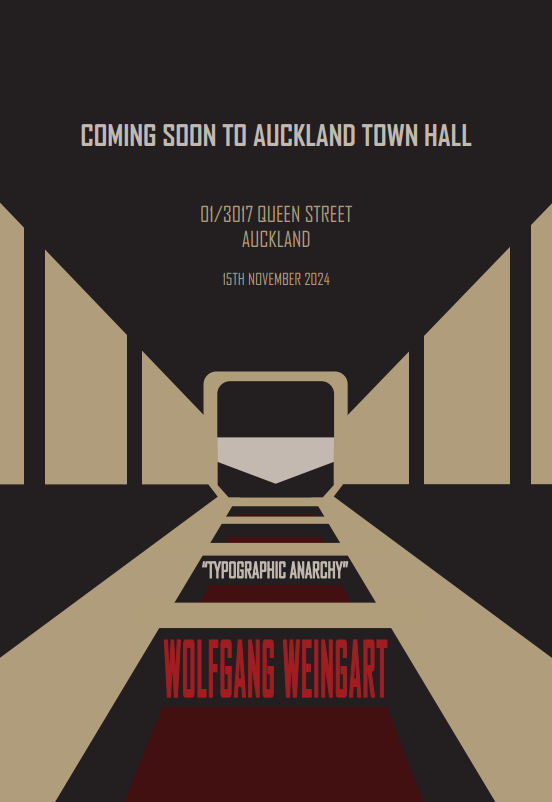 COMING SOON TO AUCKLAND TOWN HALL
01/3017 QUEEN STREET
AUCKLAND
15TH NOVEMBER 2024
“TYPOGRAPHIC ANARCHY”
WOLFGANG WEINGART